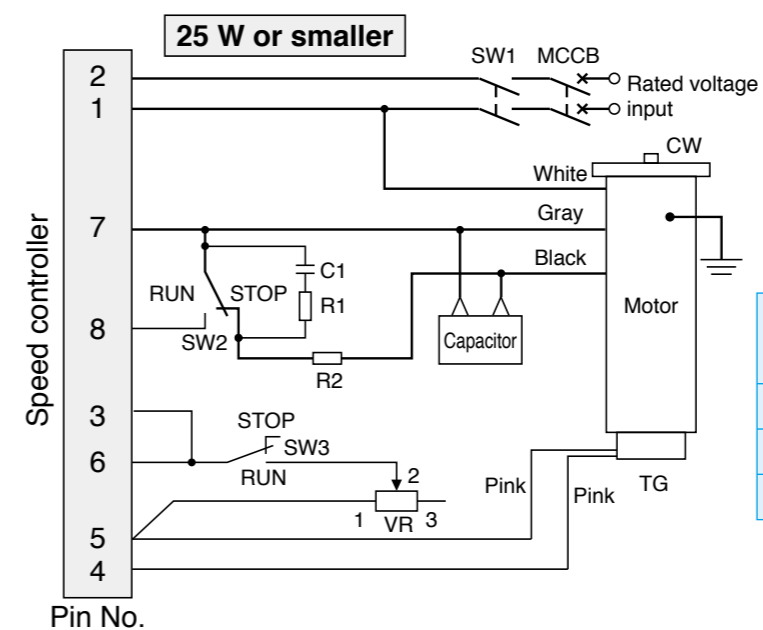 25 W or smaller
SW1 MCCB
2
Rated voltage
1
input
CW
White
7
Gray
Black
C1
RUN STOP
R1
Motor
8
SW2
Capacitor
R2
Speed controller
3
STOP
SW3
6
RUN
2
Pink
Pink
TG
1 VR 3
5
4
Pin No.